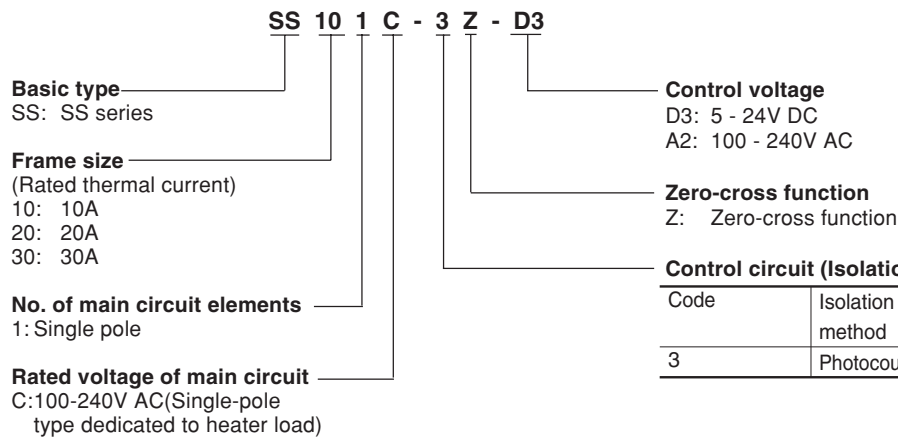 SS 10 1 C - 3 Z - D3
Basic type
SS: SS series
Frame size
(Rated thermal current)
10: 10A
20: 20A
30: 30A
No. of main circuit elements
1: Single pole
Rated voltage of main circuit
C:100-240V AC(Single-pole
type dedicated to heater load)
Control voltage
D3: 5 - 24V DC
A2: 100 - 240V AC
Zero-cross function
Z: Zero-cross function
Control circuit
Code Isolation
method
3